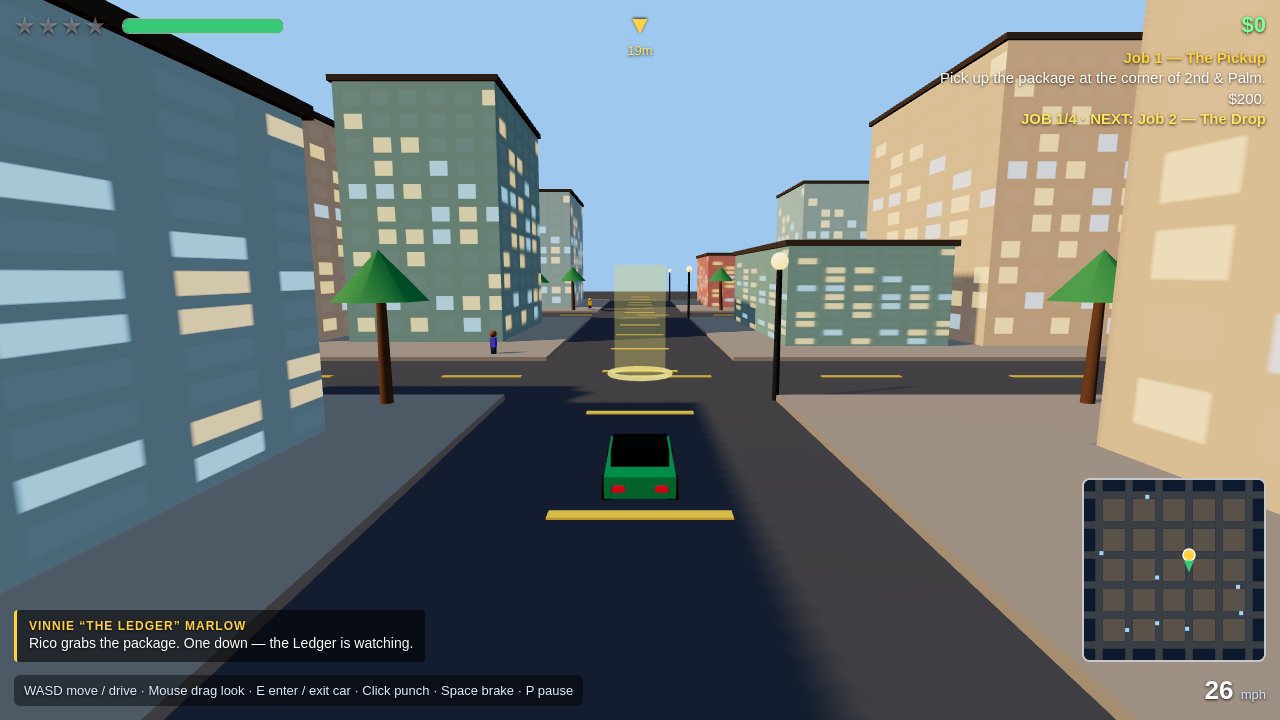 19m
$0
Job 1 — The Pickup
Pick up the package at the corner of 2nd & Palm.
$200.
JOB 1/4 · NEXT: Job 2 — The Drop
VINNIE “THE LEDGER” MARLOW
Rico grabs the package. One down — the Ledger is watching.
WASD move / drive · Mouse drag look · E enter / exit car · Click punch · Space brake · P pause
26 mph